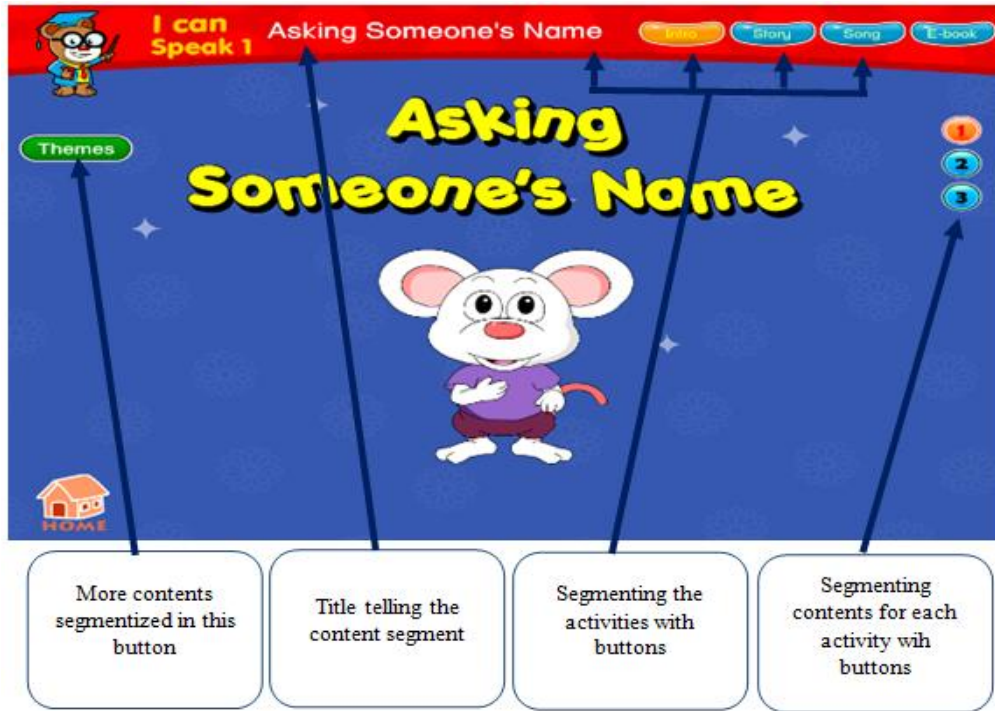 I can
Speak 1
Asking Someone's Name
Intro
Story
Song
E-book
Themes
1
2
3
Asking
Someone's Name
HOME
More contents
segmentized in this
button
Title telling the
content segment
Segmenting the
activities with
buttons
Segmenting
contents for each
activity wih
buttons